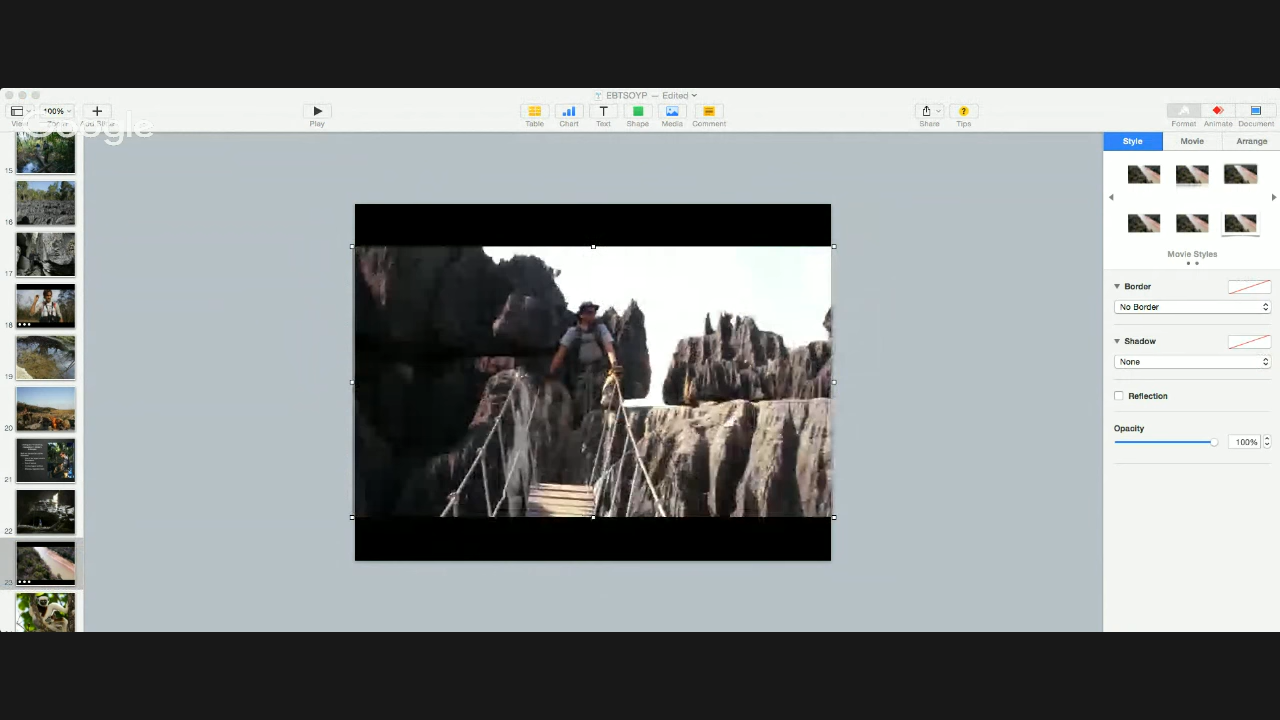 EBTSOYP — Edited
100%
Play
Table
Chart
Text
Shape
Media
Comment
Share
Tips
Format
Animate
Document
Google
Style
Movie
Arrange
15
16
17
18
19
20
21
22
23
Movie Styles
Border
No Border
Shadow
None
Reflection
Opacity
100%